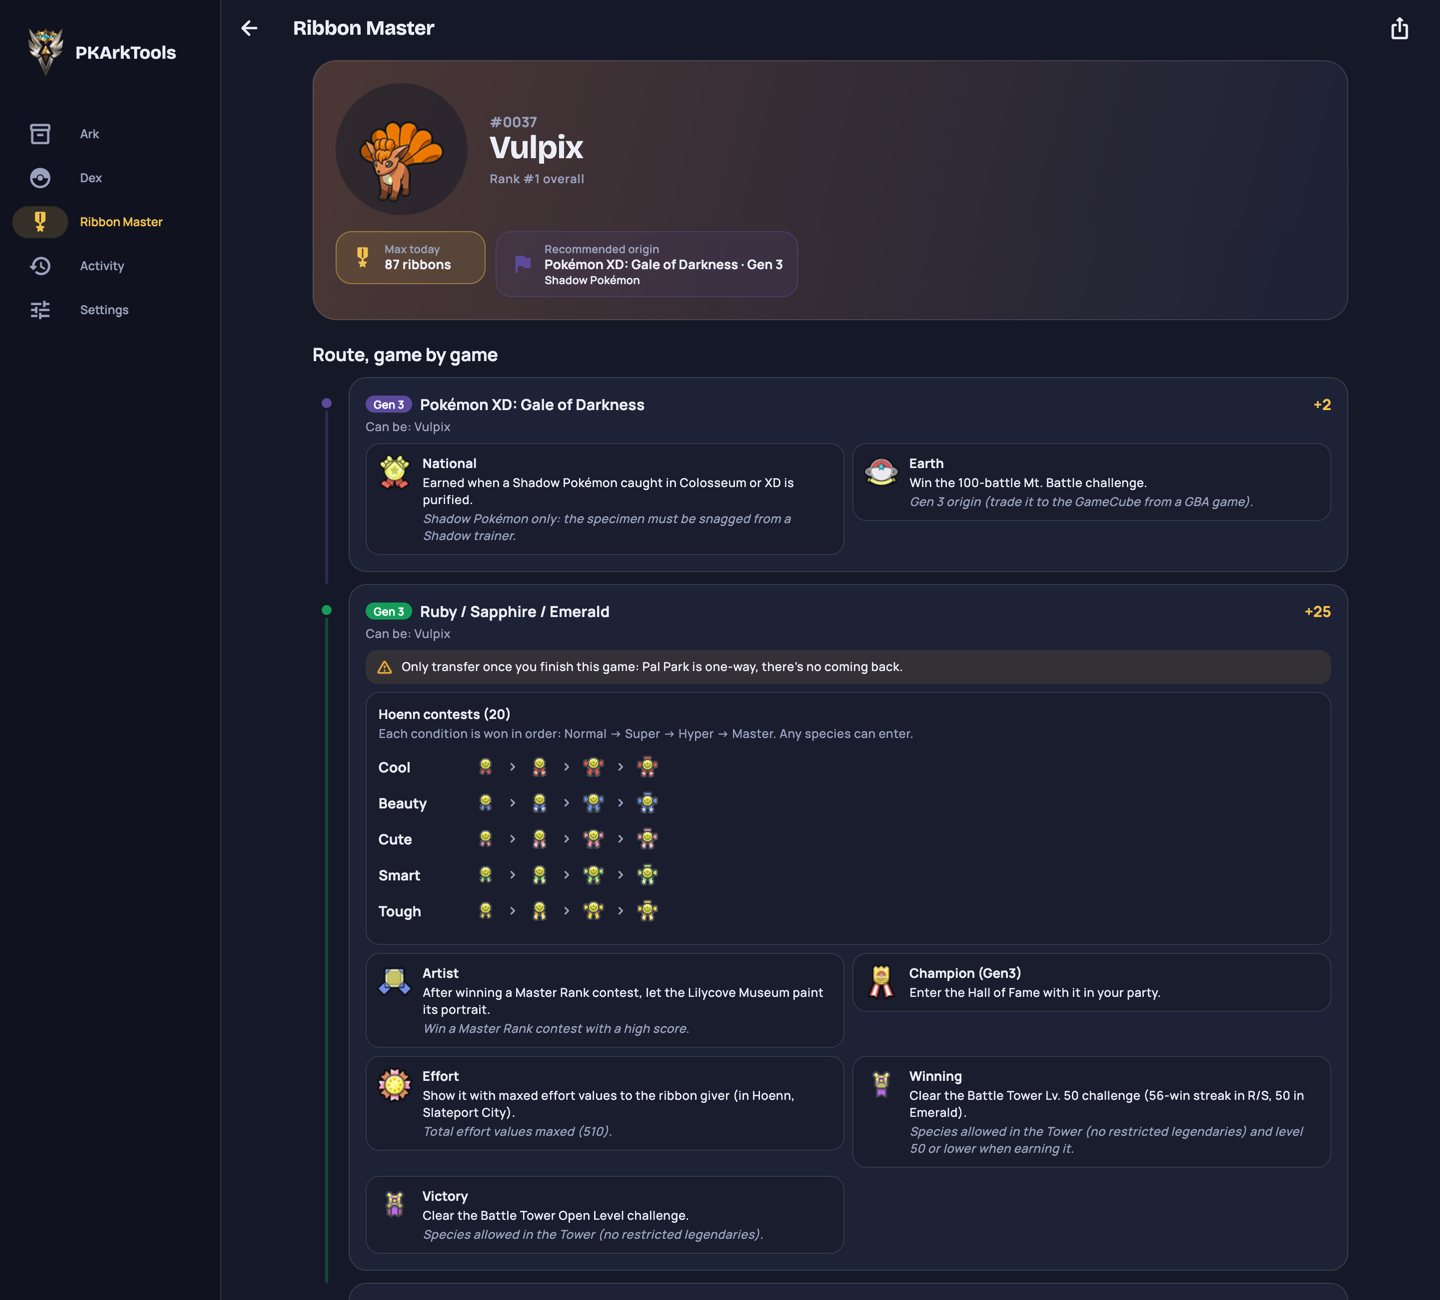 PKArkTools
Ark
Dex
Ribbon Master
Activity
Settings
Ribbon Master
#0037
Vulpix
Rank #1 overall
Max today
87 ribbons
Recommended origin
Pokémon XD: Gale of Darkness · Gen 3
Shadow Pokémon
Route, game by game
Gen 3 Pokémon XD: Gale of Darkness +2
Can be: Vulpix
National
Earned when a Shadow Pokémon caught in Colosseum or XD is
purified.
Shadow Pokémon only: the specimen must be snagged from a
Shadow trainer.
Earth
Win the 100-battle Mt. Battle challenge.
Gen 3 origin (trade it to the GameCube from a GBA game).
Gen 3 Ruby / Sapphire / Emerald +25
Can be: Vulpix
Only transfer once you finish this game: Pal Park is one-way, there's no coming back.
Hoenn contests (20)
Each condition is won in order: Normal → Super → Hyper → Master. Any species can enter.
Cool
Beauty
Cute
Smart
Tough
Artist
After winning a Master Rank contest, let the Lilycove Museum paint
its portrait.
Win a Master Rank contest with a high score.
Champion (Gen3)
Enter the Hall of Fame with it in your party.
Effort
Show it with maxed effort values to the ribbon giver (in Hoenn,
Slateport City).
Total effort values maxed (510).
Winning
Clear the Battle Tower Lv. 50 challenge (56-win streak in R/S, 50 in
Emerald).
Species allowed in the Tower (no restricted legendaries) and level
50 or lower when earning it.
Victory
Clear the Battle Tower Open Level challenge.
Species allowed in the Tower (no restricted legendaries).